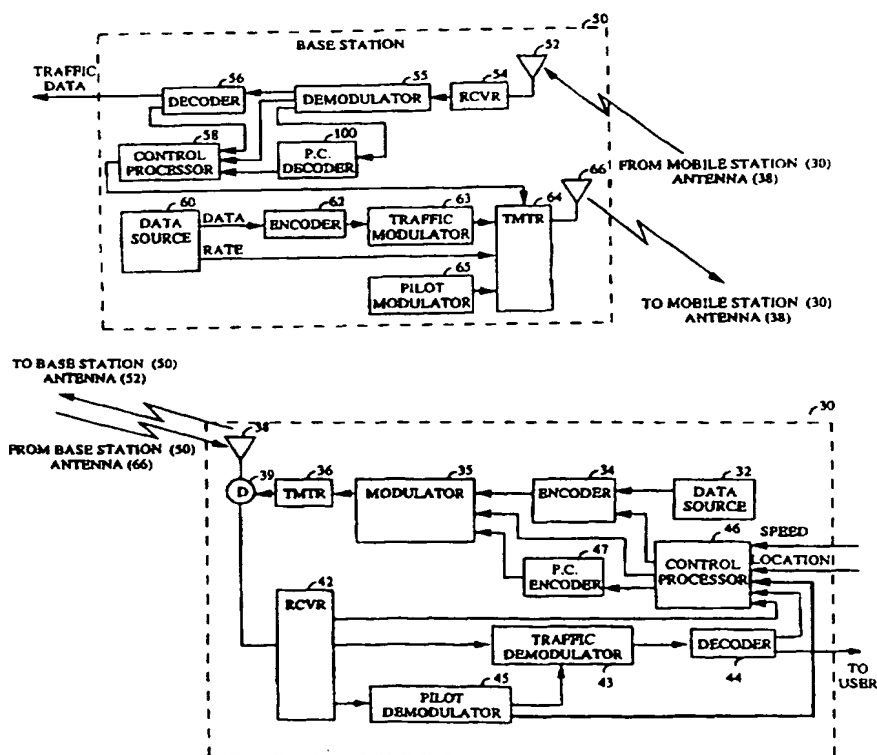 50
BASE STATION
52
TRAFFIC
DATA
56
DECODER
55
DEMODULATOR
54
RCVR
58
CONTROL
PROCESSOR
100
P.C.
DECODER
FROM MOBILE STATION (30)
ANTENNA (38)
66
60
DATA
SOURCE
DATA
RATE
62
ENCODER
63
TRAFFIC
MODULATOR
64
TMTR
65
PILOT
MODULATOR
TO MOBILE STATION (30)
ANTENNA (38)
TO BASE STATION (50)
ANTENNA (52)
FROM BASE STATION (50)
ANTENNA (66)
30
38
39
D
36
TMTR
35
MODULATOR
34
ENCODER
32
DATA
SOURCE
46
CONTROL
PROCESSOR
SPEED
LOCATION
47
P.C.
ENCODER
42
RCVR
TRAFFIC
DEMODULATOR
43
DECODER
44
TO
USER
45
PILOT
DEMODULATOR